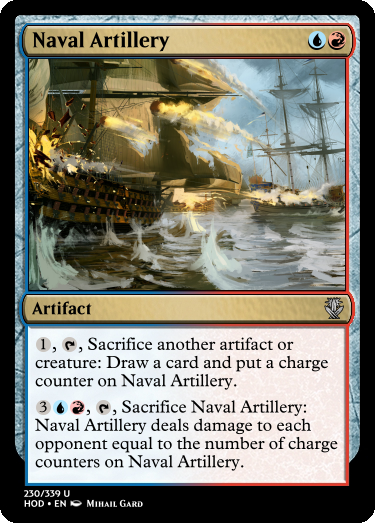 Naval Artillery
Artifact
1, Sacrifice another artifact or
creature: Draw a card and put a charge
counter on Naval Artillery.
3, Sacrifice Naval Artillery:
Naval Artillery deals damage to each
opponent equal to the number of charge
counters on Naval Artillery.
230/339 U
HOD • EN Mihail Gard